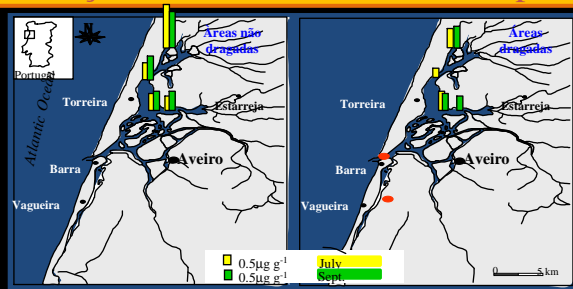 N
Áreas não
dragadas
Portugal
Atlantic Ocean
Torreira
Estarreja
Barra
Aveiro
Vagueira
Áreas
dragadas
Torreira
Estarreja
Barra
Aveiro
Vagueira
0.5µg g-1 July
0.5µg g-1 Sept.
0 5 km